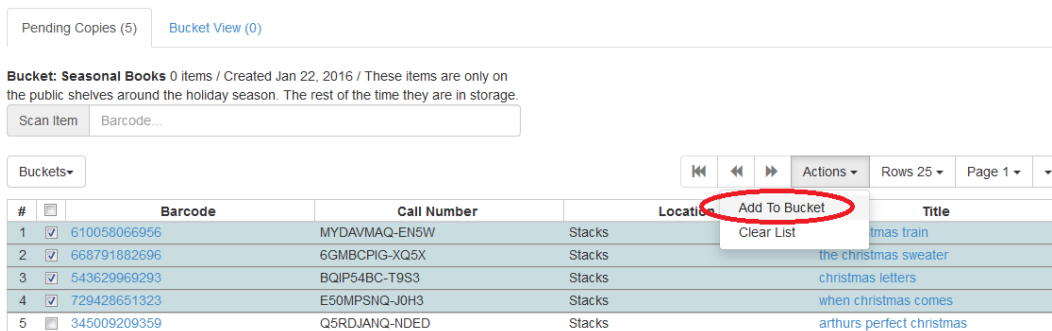 Pending Copies (5) Bucket View (0)
Bucket: Seasonal Books 0 items / Created Jan 22, 2016 / These items are only on
the public shelves around the holiday season. The rest of the time they are in storage.
Scan Item Barcode...
Buckets Actions Rows 25 Page 1
Add To Bucket
Clear List
# Barcode Call Number Location Title
1 610058066956 MYDAVMAQ-EN5W Stacks tmas train
2 668791882696 6GMBCPIG-XQ5X Stacks the christmas sweater
3 543629969293 BQIP54BC-T9S3 Stacks christmas letters
4 729428651323 E50MPSNQ-J0H3 Stacks when christmas comes
5 345009209359 Q5RDJANQ-NDED Stacks arthurs perfect christmas